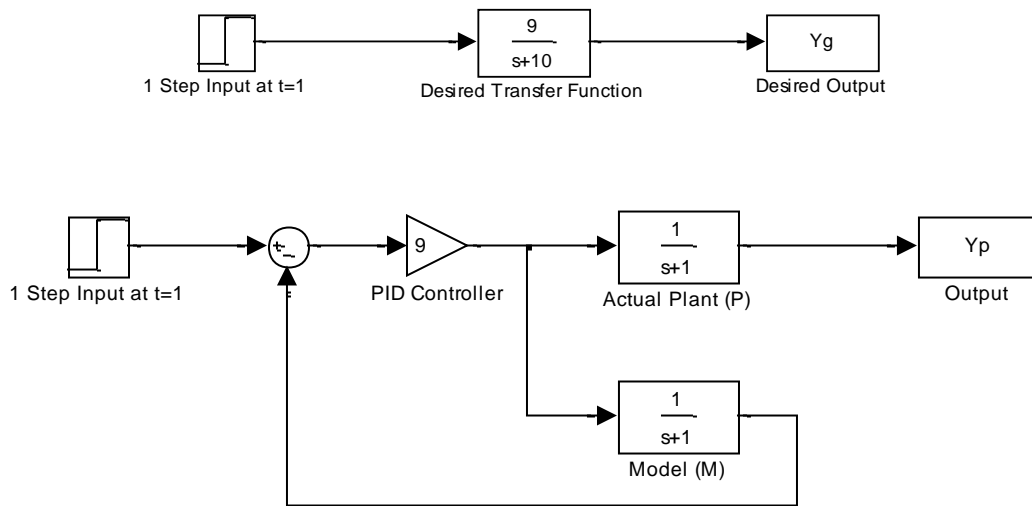 9
s+10
Yg
1 Step Input at t=1
Desired Transfer Function
Desired Output
+
-
9
1
s+1
Yp
1 Step Input at t=1
PID Controller
Actual Plant (P)
Output
1
s+1
Model (M)